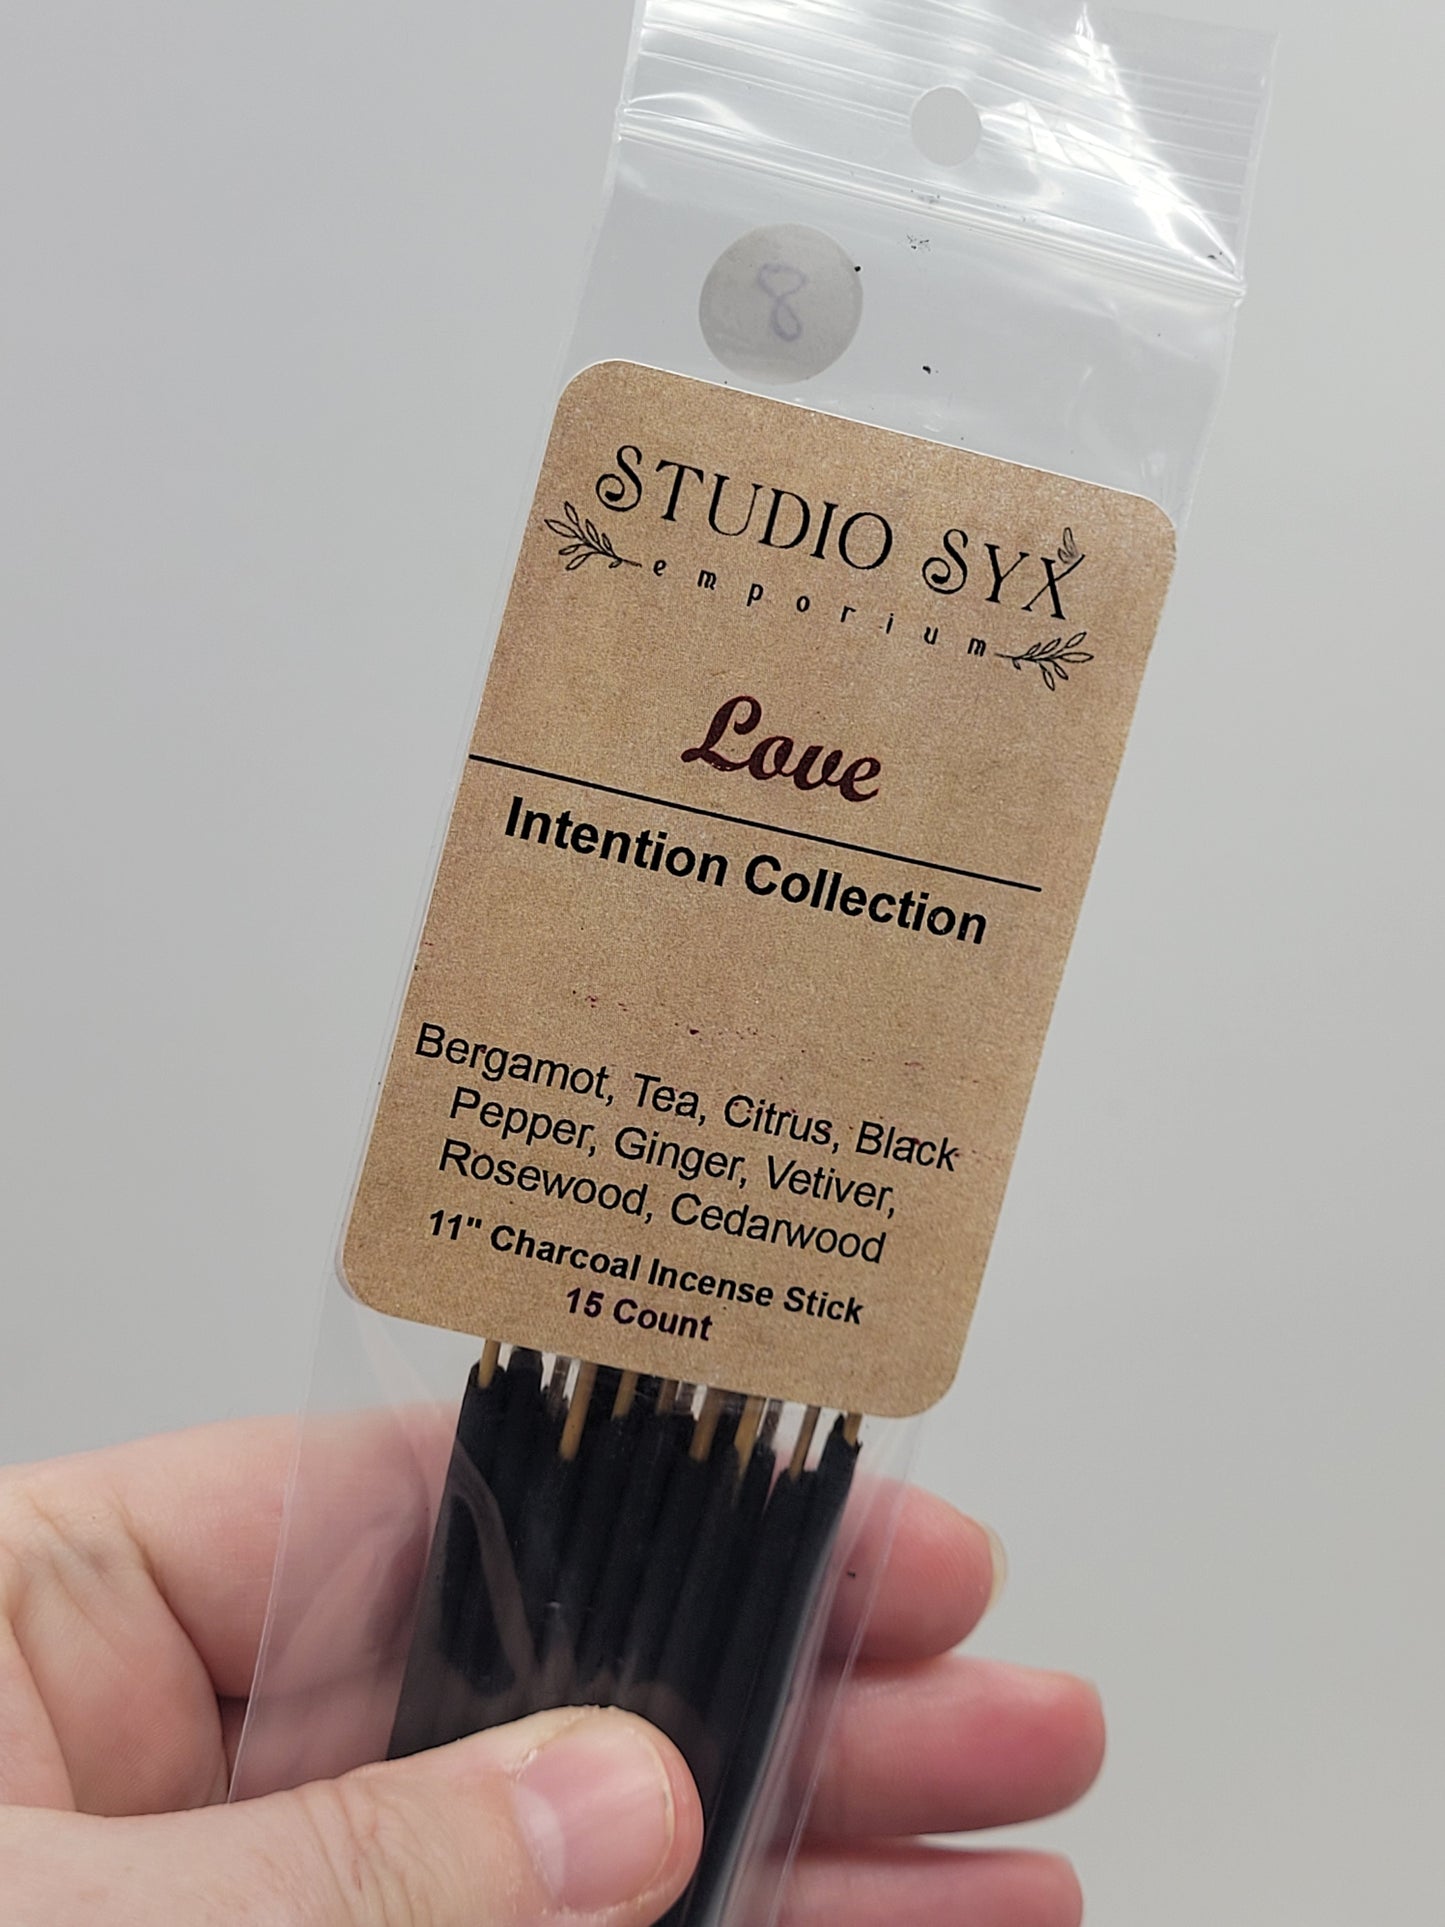 8
STUDIO SYX
emporium
Love
Intention Collection
Bergamot, Tea, Citrus, Black
Pepper, Ginger, Vetiver,
Rosewood, Cedarwood
11" Charcoal Incense Stick
15 Count